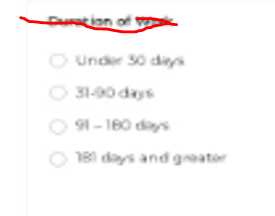 Duration of Work
Under 30 days
31-90 days
91 – 180 days
181 days and greater